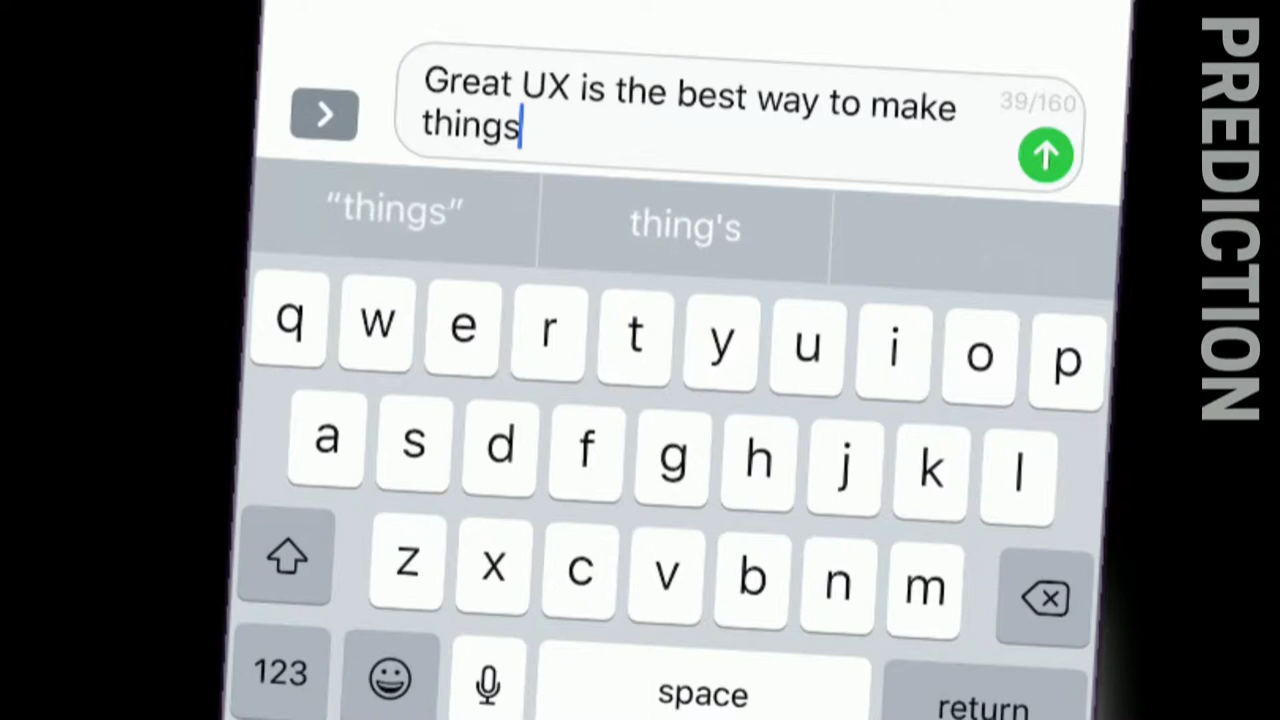 Great UX is the best way to make
things
39/160
“things”
thing's
q w e r t y u i o p
a s d f g h j k l
z x c v b n m
123
space
return
PREDICTION